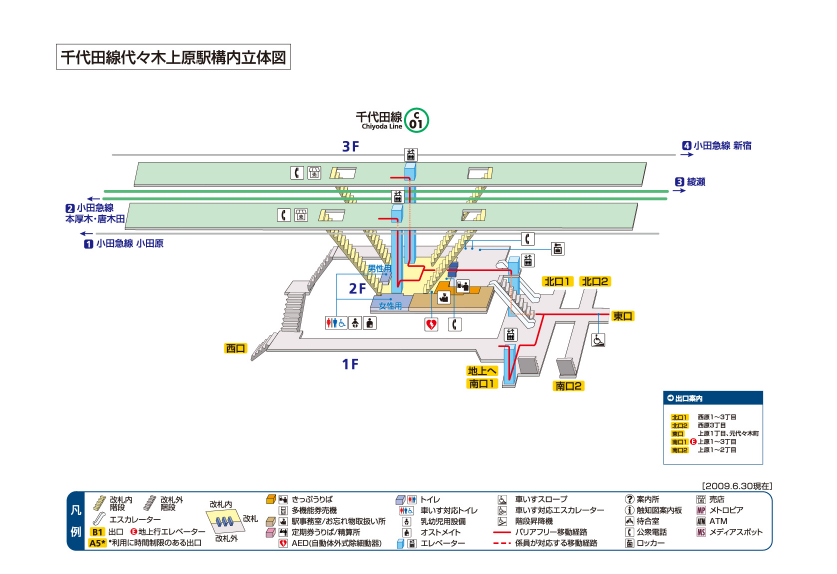 千代田線代々木上原駅構内立体図
千代田線
Chiyoda Line
C
01
3F
4 小田急線 新宿
3 綾瀬
2 小田急線
本厚木・唐木田
1 小田急線 小田原
男性用
2F
女性用
北口1
北口2
東口
西口
1F
地上へ
南口1
南口2
出口案内
北口1 西原1〜3丁目
北口2 西原3丁目
東口 上原1丁目、元代々木町
南口1 E 上原1〜3丁目
南口2 上原1〜2丁目
[2009.6.30現在]
凡例
改札内
階段
改札外
階段
エスカレーター
B1 出口 E 地上行エレベーター
A5* *利用に時間制限のある出口
改札内
改札
改札外
きっぷうりば
多機能券売機
駅事務室/お忘れ物取扱い所
定期券うりば/精算所
AED(自動体外式除細動器)
トイレ
車いす対応トイレ
乳幼児用設備
オストメイト
エレベーター
車いすスロープ
車いす対応エスカレーター
階段昇降機
バリアフリー移動経路
係員が対応する移動経路
案内所
触知図案内板
待合室
公衆電話
ロッカー
売店
MP メトロピア
ATM ATM
MS メディアスポット